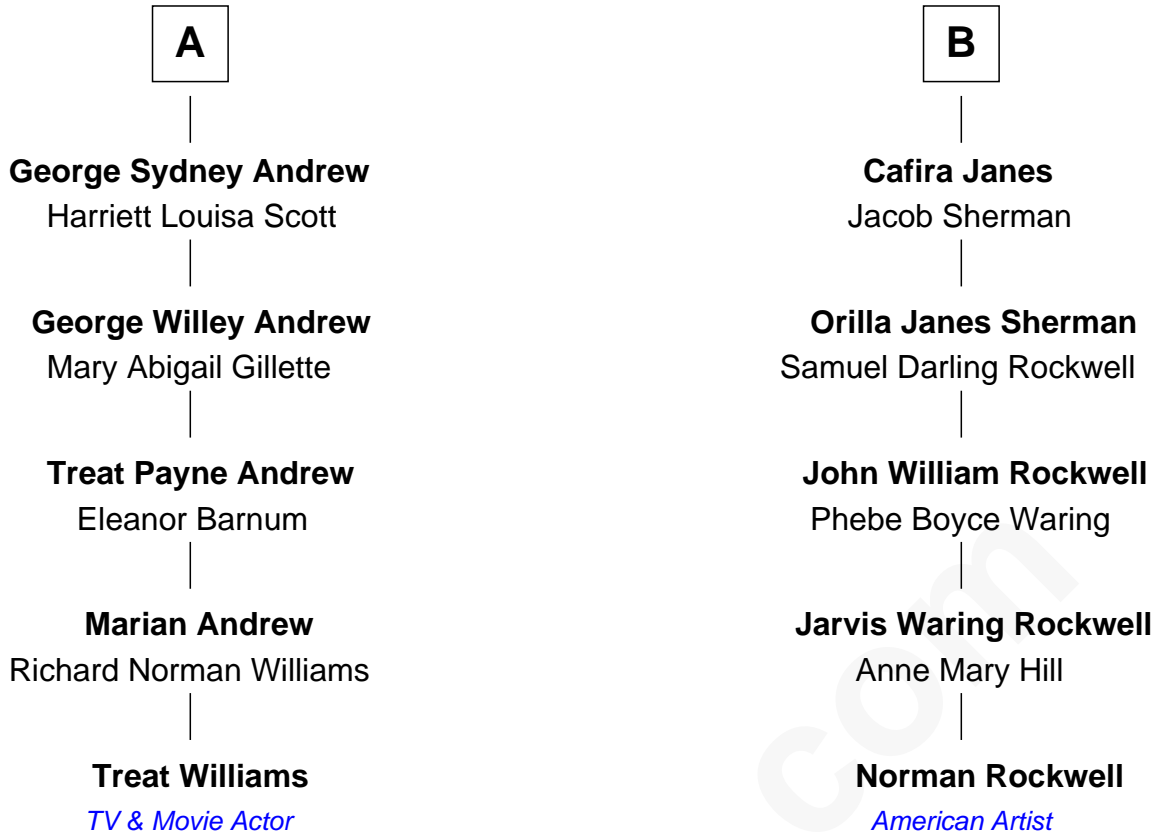 A
George Sydney Andrew
Harriett Louisa Scott
George Willey Andrew
Mary Abigail Gillette
Treat Payne Andrew
Eleanor Barnum
Marian Andrew
Richard Norman Williams
Treat Williams
TV & Movie Actor
B
Cafira Janes
Jacob Sherman
Orilla Janes Sherman
Samuel Darling Rockwell
John William Rockwell
Phebe Boyce Waring
Jarvis Waring Rockwell
Anne Mary Hill
Norman Rockwell
American Artist
com